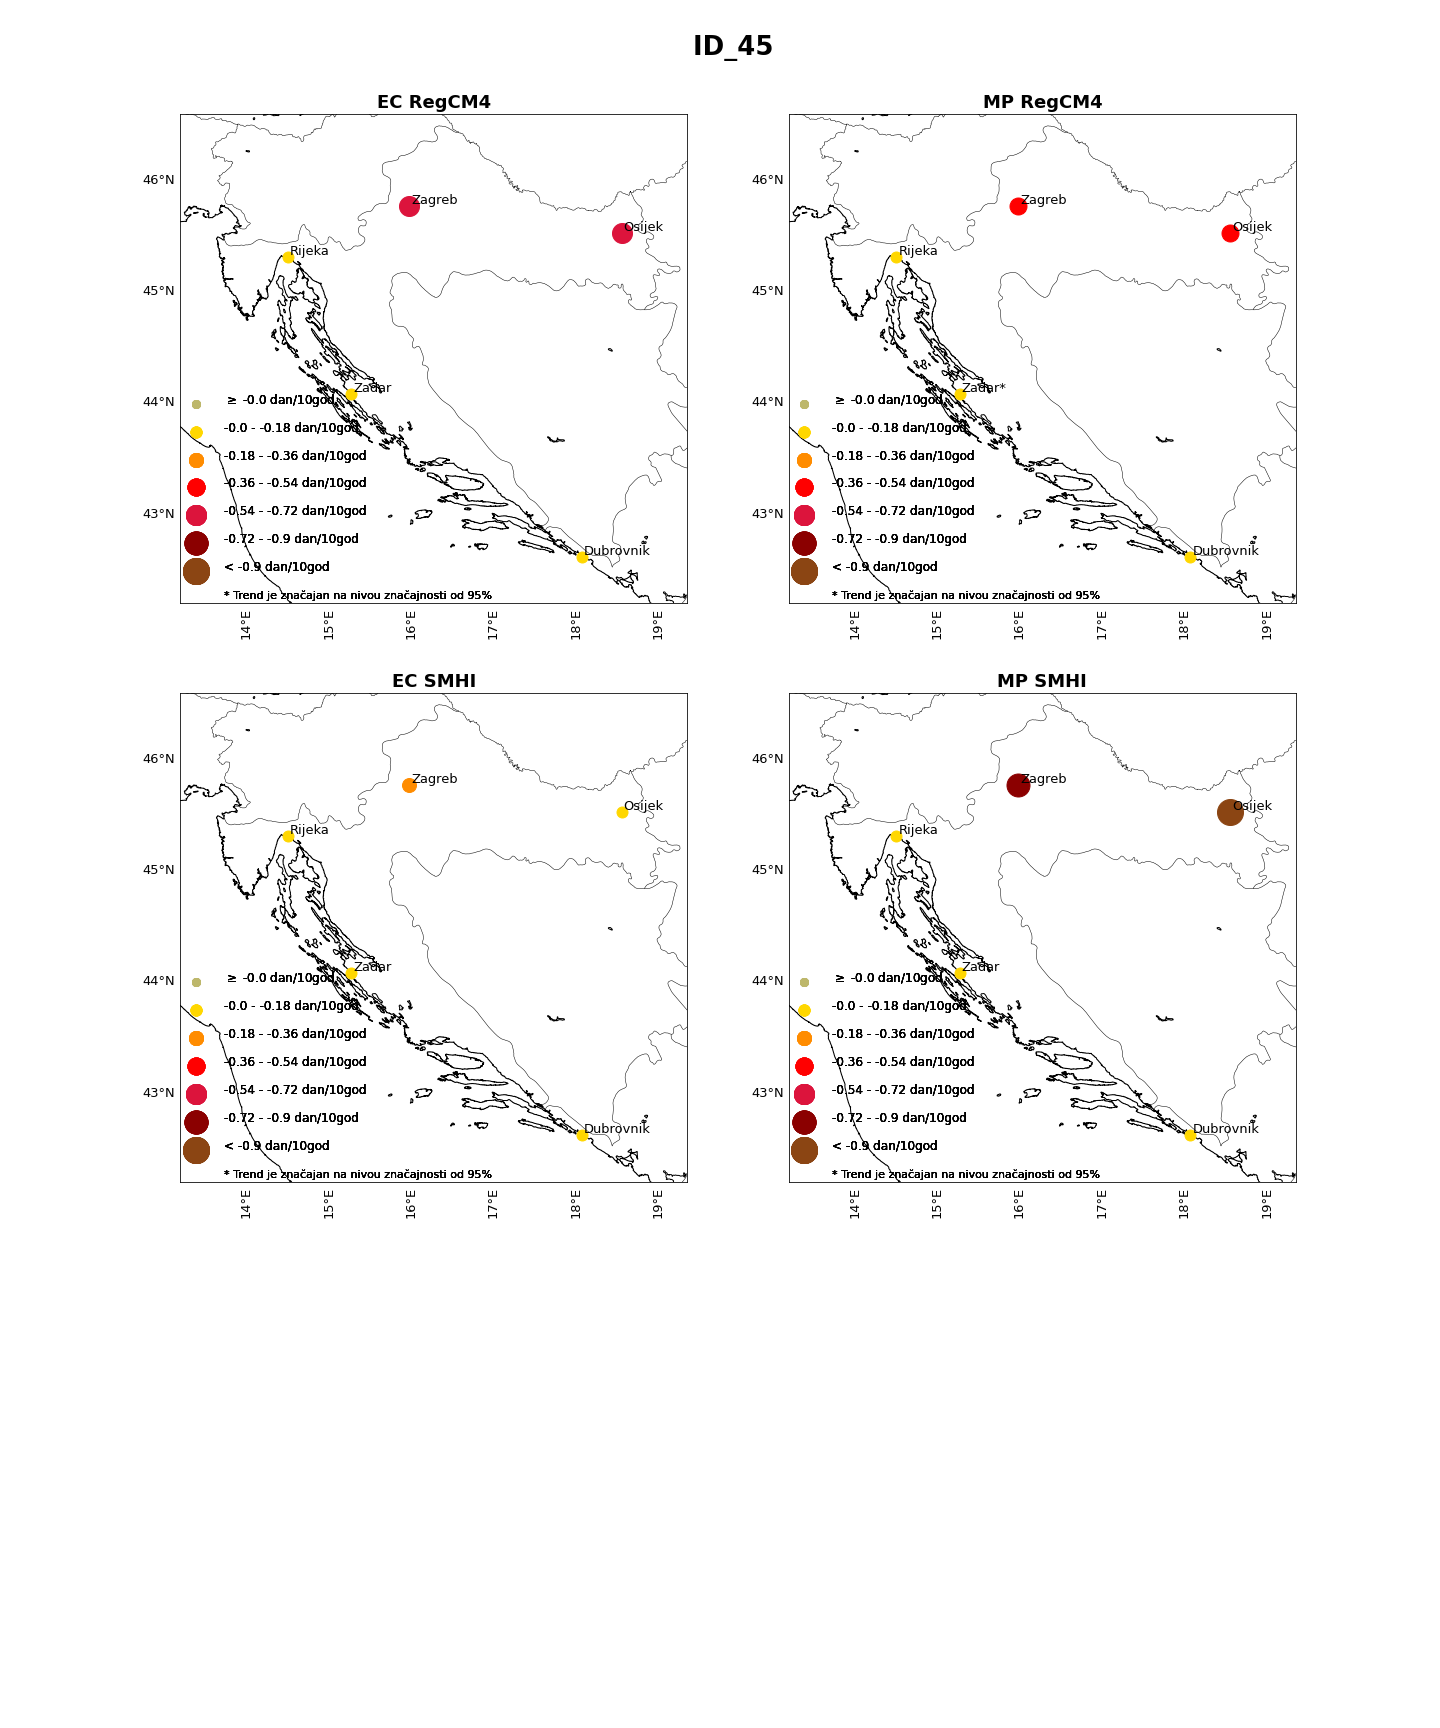 ID_45
EC RegCM4
46°N
45°N
44°N
43°N
Zagreb
Osijek
Rijeka
Zadar
Dubrovnik
≥ -0.0 dan/10god
-0.0 - -0.18 dan/10god
-0.18 - -0.36 dan/10god
-0.36 - -0.54 dan/10god
-0.54 - -0.72 dan/10god
-0.72 - -0.9 dan/10god
< -0.9 dan/10god
* Trend je značajan na nivou značajnosti od 95%
14°E 15°E 16°E 17°E 18°E 19°E
MP RegCM4
46°N
45°N
44°N
43°N
Zagreb
Osijek
Rijeka
Zadar*
Dubrovnik
≥ -0.0 dan/10god
-0.0 - -0.18 dan/10god
-0.18 - -0.36 dan/10god
-0.36 - -0.54 dan/10god
-0.54 - -0.72 dan/10god
-0.72 - -0.9 dan/10god
< -0.9 dan/10god
* Trend je značajan na nivou značajnosti od 95%
14°E 15°E 16°E 17°E 18°E 19°E
EC SMHI
46°N
45°N
44°N
43°N
Zagreb
Osijek
Rijeka
Zadar
Dubrovnik
≥ -0.0 dan/10god
-0.0 - -0.18 dan/10god
-0.18 - -0.36 dan/10god
-0.36 - -0.54 dan/10god
-0.54 - -0.72 dan/10god
-0.72 - -0.9 dan/10god
< -0.9 dan/10god
* Trend je značajan na nivou značajnosti od 95%
14°E 15°E 16°E 17°E 18°E 19°E
MP SMHI
46°N
45°N
44°N
43°N
Zagreb
Osijek
Rijeka
Zadar
Dubrovnik
≥ -0.0 dan/10god
-0.0 - -0.18 dan/10god
-0.18 - -0.36 dan/10god
-0.36 - -0.54 dan/10god
-0.54 - -0.72 dan/10god
-0.72 - -0.9 dan/10god
< -0.9 dan/10god
* Trend je značajan na nivou značajnosti od 95%
14°E 15°E 16°E 17°E 18°E 19°E